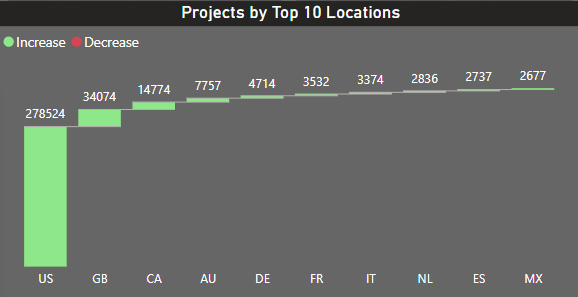 Projects by Top 10 Locations
Increase Decrease
278524 34074 14774 7757 4714 3532 3374 2836 2737 2677
US GB CA AU DE FR IT NL ES MX